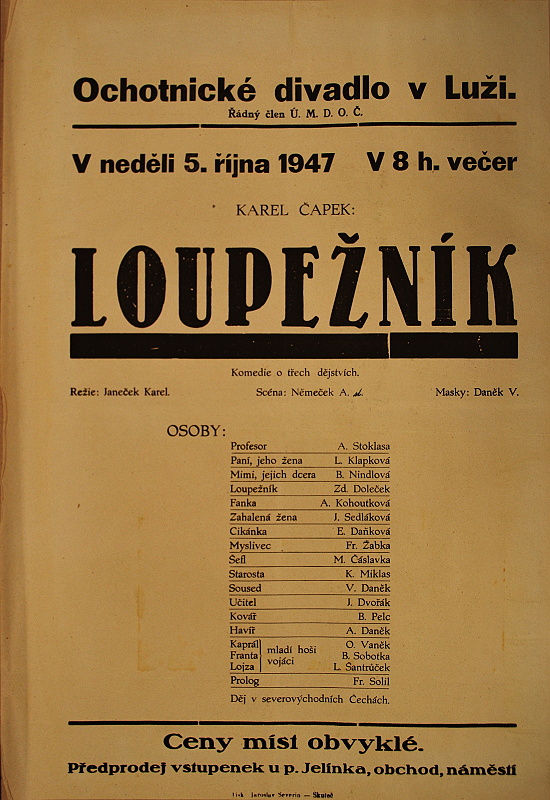 Ochotnické divadlo v Luži.
Řádný člen Ú. M. D. O. Č.
V neděli 5. října 1947 V 8 h. večer
KAREL ČAPEK:
LOUPEŽNÍK
Komedie o třech dějstvích.
Režie: Janeček Karel. Scéna: Němeček A. Masky: Daněk V.
OSOBY:
Profesor A. Stoklasa
Paní, jeho žena L. Klapková
Mimi, jejich dcera B. Nindlová
Loupežník Zd. Doleček
Fanka A. Kohoutková
Zahalená žena J. Sedláková
Cikánka E. Daňková
Myslivec Fr. Žabka
Šefl M. Čáslavka
Starosta K. Miklas
Soused V. Daněk
Učitel J. Dvořák
Kovář B. Pelc
Havíř A. Daněk
Kaprál O. Vaněk
Franta mladí hoši vojáci B. Sobotka
Lojza L. Šantrůček
Prolog Fr. Solil
Děj v severovýchodních Čechách.
Ceny míst obvyklé.
Předprodej vstupenek u p. Jelínka, obchod, náměstí
Tisk Jaroslav Severin — Skuteč